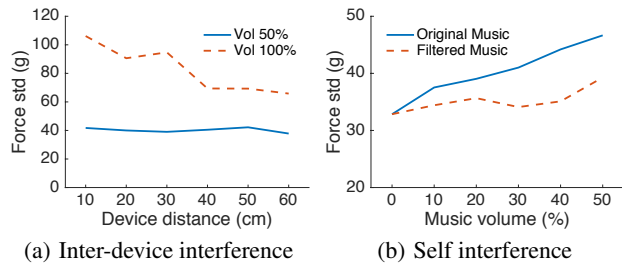 Force std (g)
120
100
80
60
40
20
0
Vol 50%
Vol 100%
10 20 30 40 50 60
Device distance (cm)
(a) Inter-device interference
Force std (g)
50
40
30
20
Original Music
Filtered Music
0 10 20 30 40 50
Music volume (%)
(b) Self interference